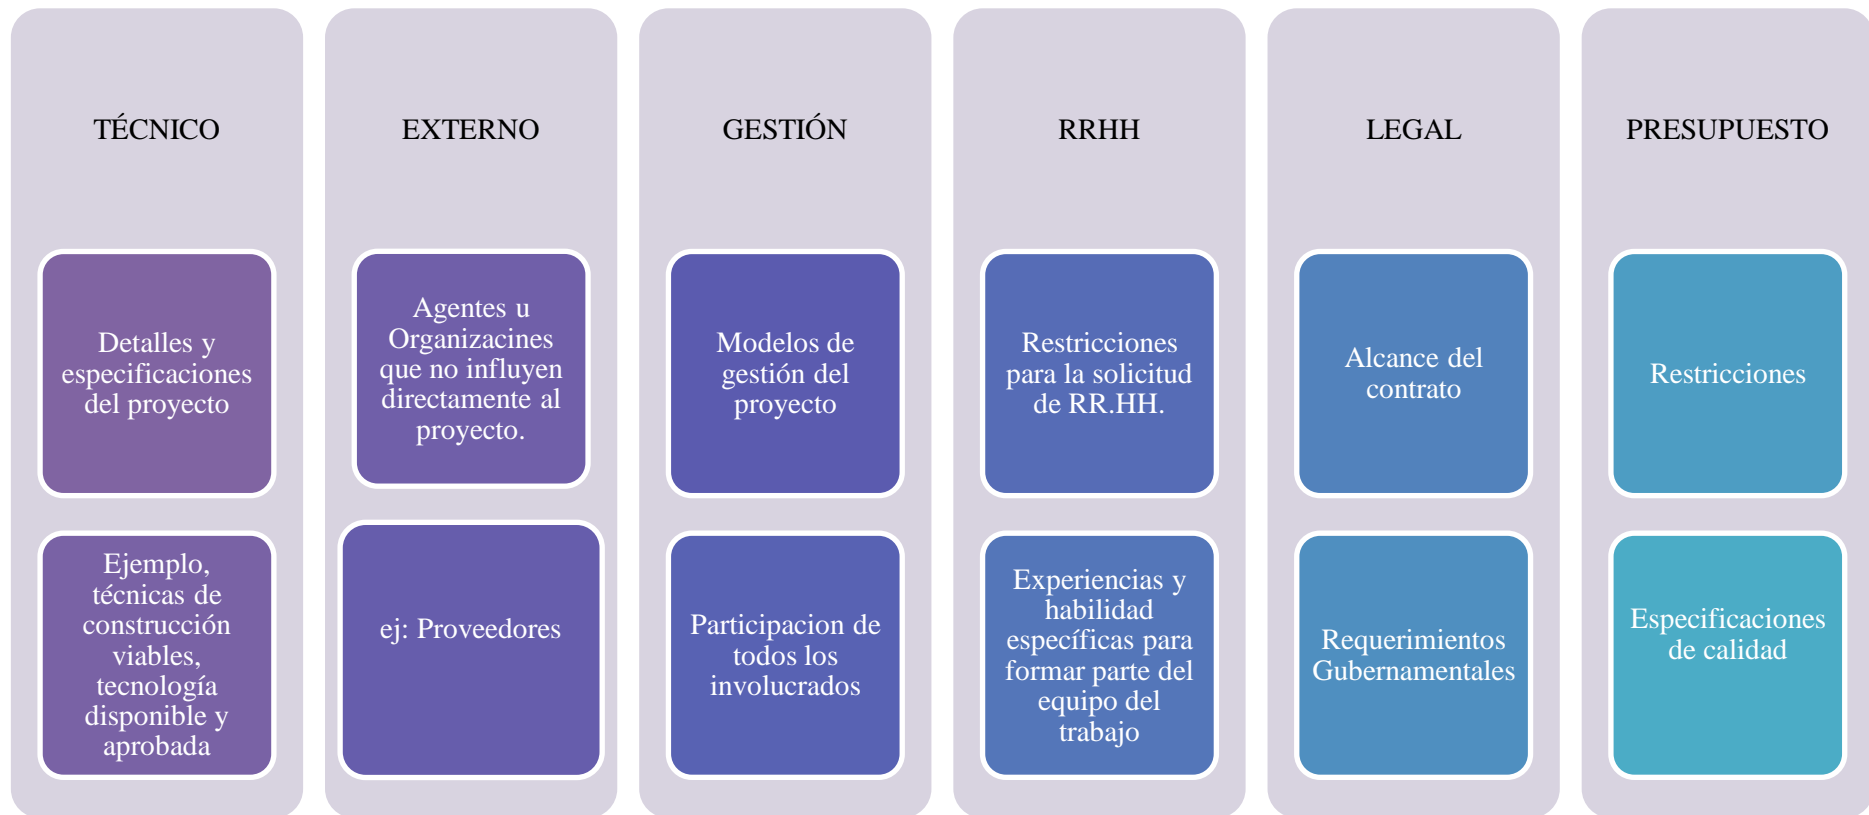 TÉCNICO
Detalles y
especificaciones
del proyecto
Ejemplo,
técnicas de
construcción
viables,
tecnología
disponible y
aprobada
EXTERNO
Agentes u
Organizacines
que no influyen
directamente al
proyecto.
ej: Proveedores
GESTIÓN
Modelos de
gestión del
proyecto
Participacion de
todos los
involucrados
RRHH
Restricciones
para la solicitud
de RR.HH.
Experiencias y
habilidad
específicas para
formar parte del
equipo del
trabajo
LEGAL
Alcance del
contrato
Requerimientos
Gubernamentales
PRESUPUESTO
Restricciones
Especificaciones
de calidad